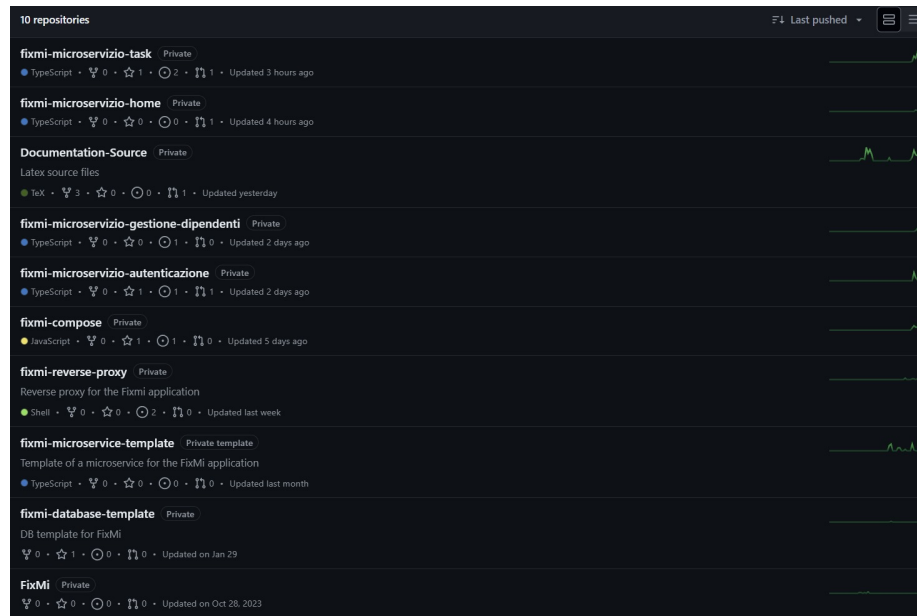 10 repositories
Last pushed
fixmi-microservizio-task Private
TypeScript • 0 • 1 • 2 • 1 • Updated 3 hours ago
fixmi-microservizio-home Private
TypeScript • 0 • 0 • 0 • 1 • Updated 4 hours ago
Documentation-Source Private
Latex source files
TeX • 3 • 0 • 0 • 1 • Updated yesterday
fixmi-microservizio-gestione-dipendenti Private
TypeScript • 0 • 0 • 1 • 0 • Updated 2 days ago
fixmi-microservizio-autenticazione Private
TypeScript • 0 • 1 • 1 • 1 • Updated 2 days ago
fixmi-compose Private
JavaScript • 0 • 1 • 1 • 0 • Updated 5 days ago
fixmi-reverse-proxy Private
Reverse proxy for the Fixmi application
Shell • 0 • 0 • 2 • 0 • Updated last week
fixmi-microservice-template Private template
Template of a microservice for the FixMi application
TypeScript • 0 • 0 • 0 • 0 • Updated last month
fixmi-database-template Private
DB template for FixMi
0 • 1 • 0 • 0 • Updated on Jan 29
FixMi Private
0 • 0 • 0 • 0 • Updated on Oct 28, 2023